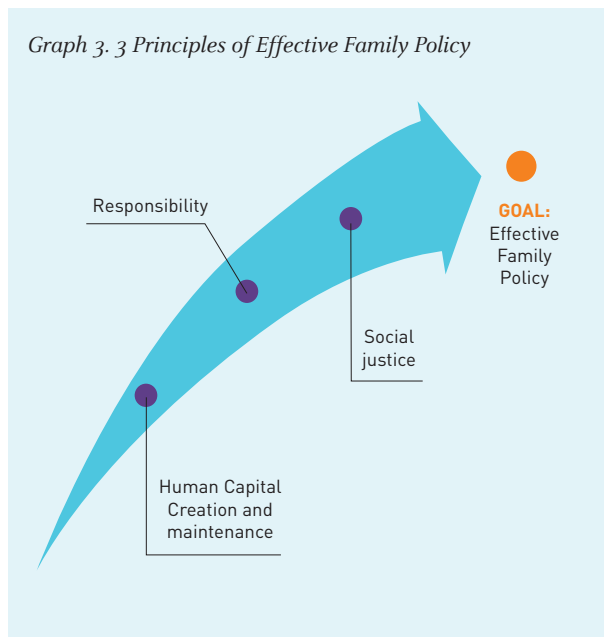 Graph 3. 3 Principles of Effective Family Policy
Responsibility
GOAL:
Effective
Family
Policy
Social
justice
Human Capital
Creation and
maintenance